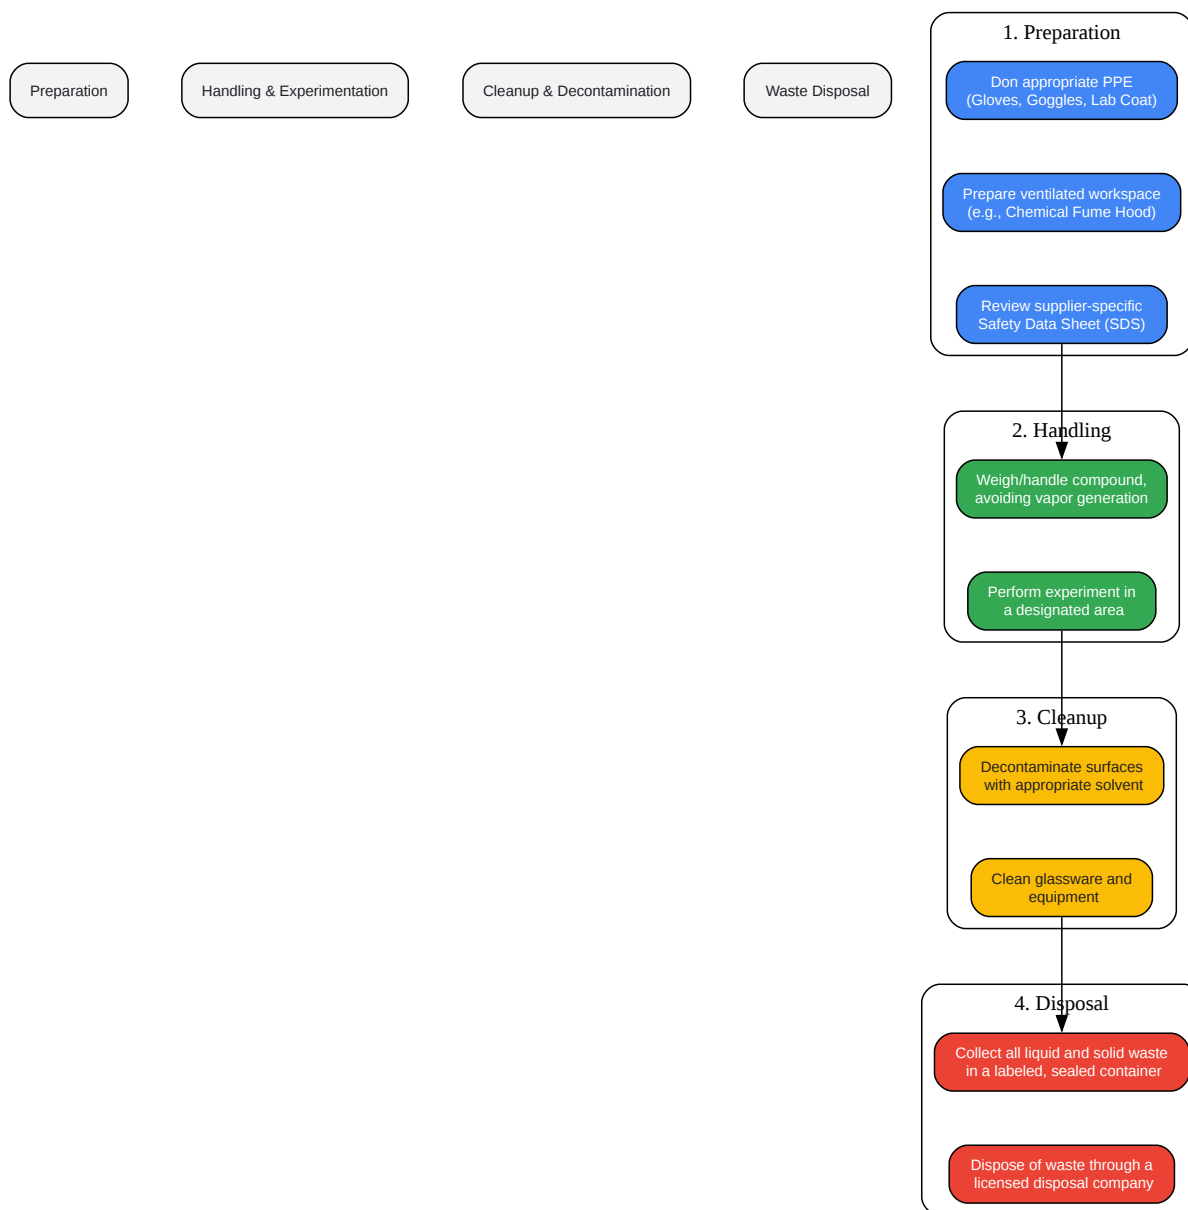 Preparation
Handling & Experimentation
Cleanup & Decontamination
Waste Disposal
1. Preparation
Don appropriate PPE
(Gloves, Goggles, Lab Coat)
Prepare ventilated workspace
(e.g., Chemical Fume Hood)
Review supplier-specific
Safety Data Sheet (SDS)
2. Handling
Weigh/handle compound,
avoiding vapor generation
Perform experiment in
a designated area
3. Cleanup
Decontaminate surfaces
with appropriate solvent
Clean glassware and
equipment
4. Disposal
Collect all liquid and solid waste
in a labeled, sealed container
Dispose of waste through a
licensed disposal company